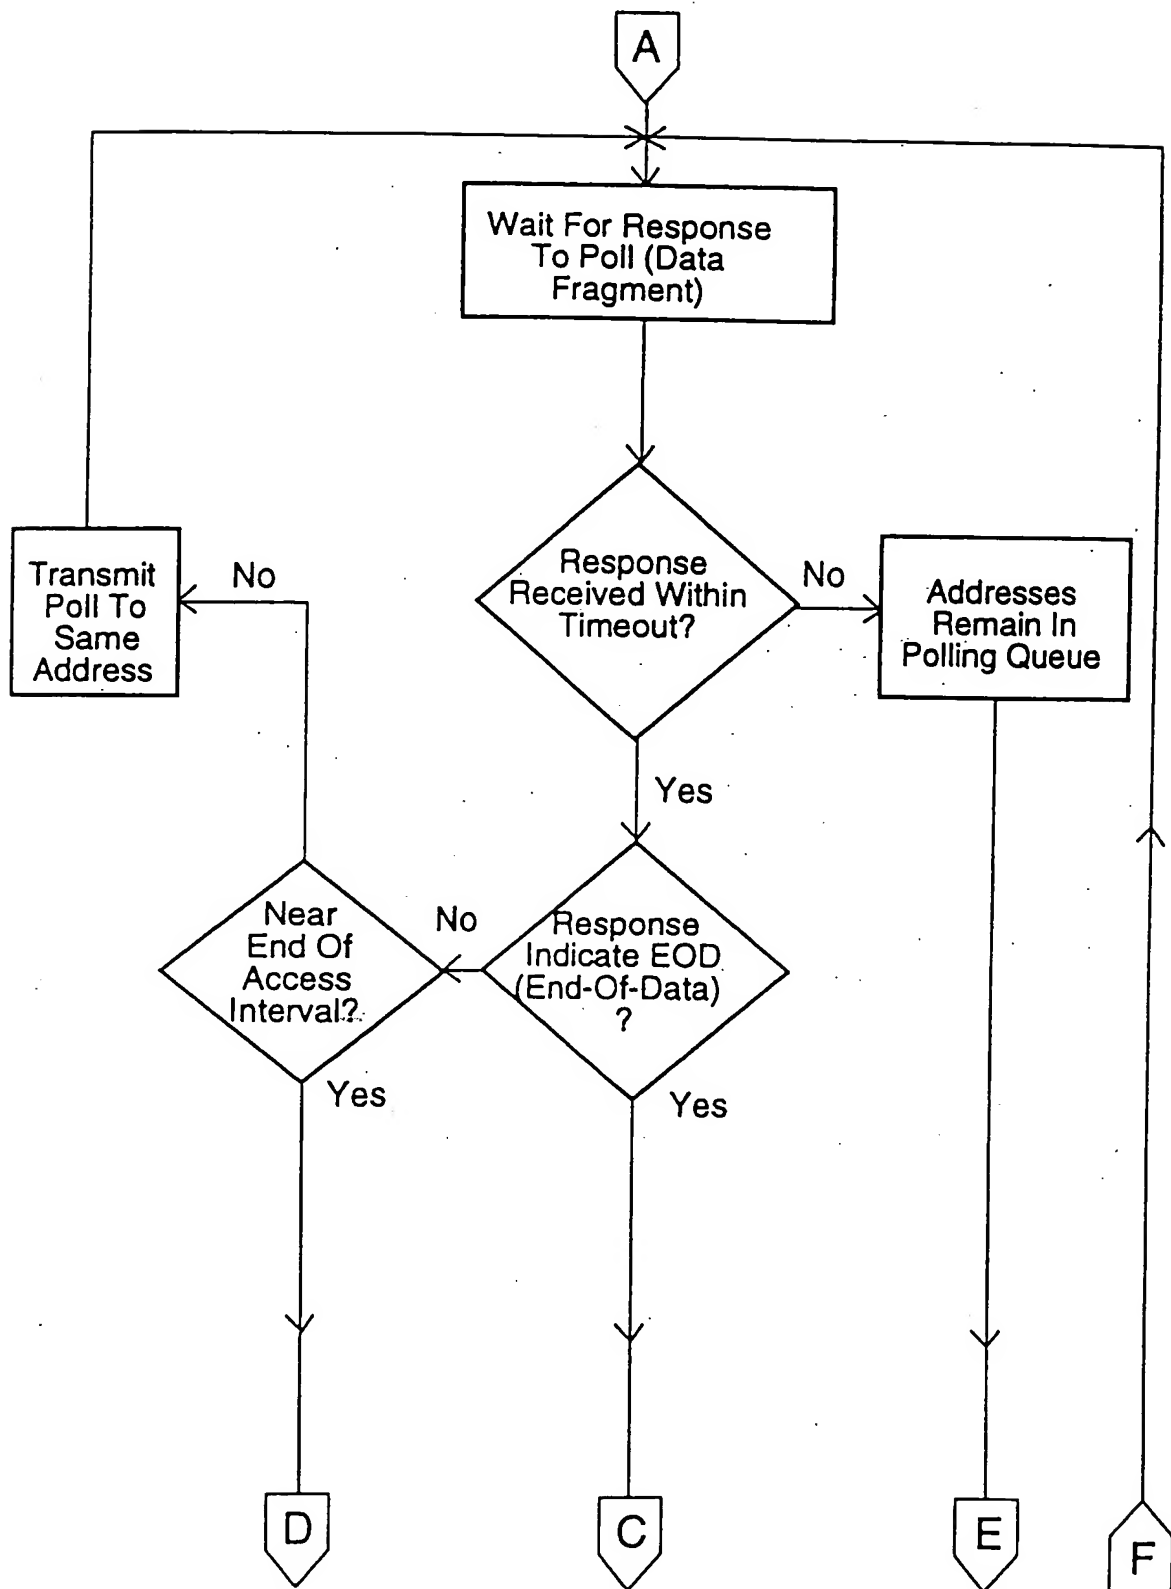 A
Wait For Response
To Poll (Data
Fragment)
Response
Received Within
Timeout?
No
Addresses
Remain In
Polling Queue
Transmit
Poll To
Same
Address
No
Yes
Near
End Of
Access
Interval?
No
Response
Indicate EOD
(End-Of-Data)
?
Yes
Yes
D
C
E
F